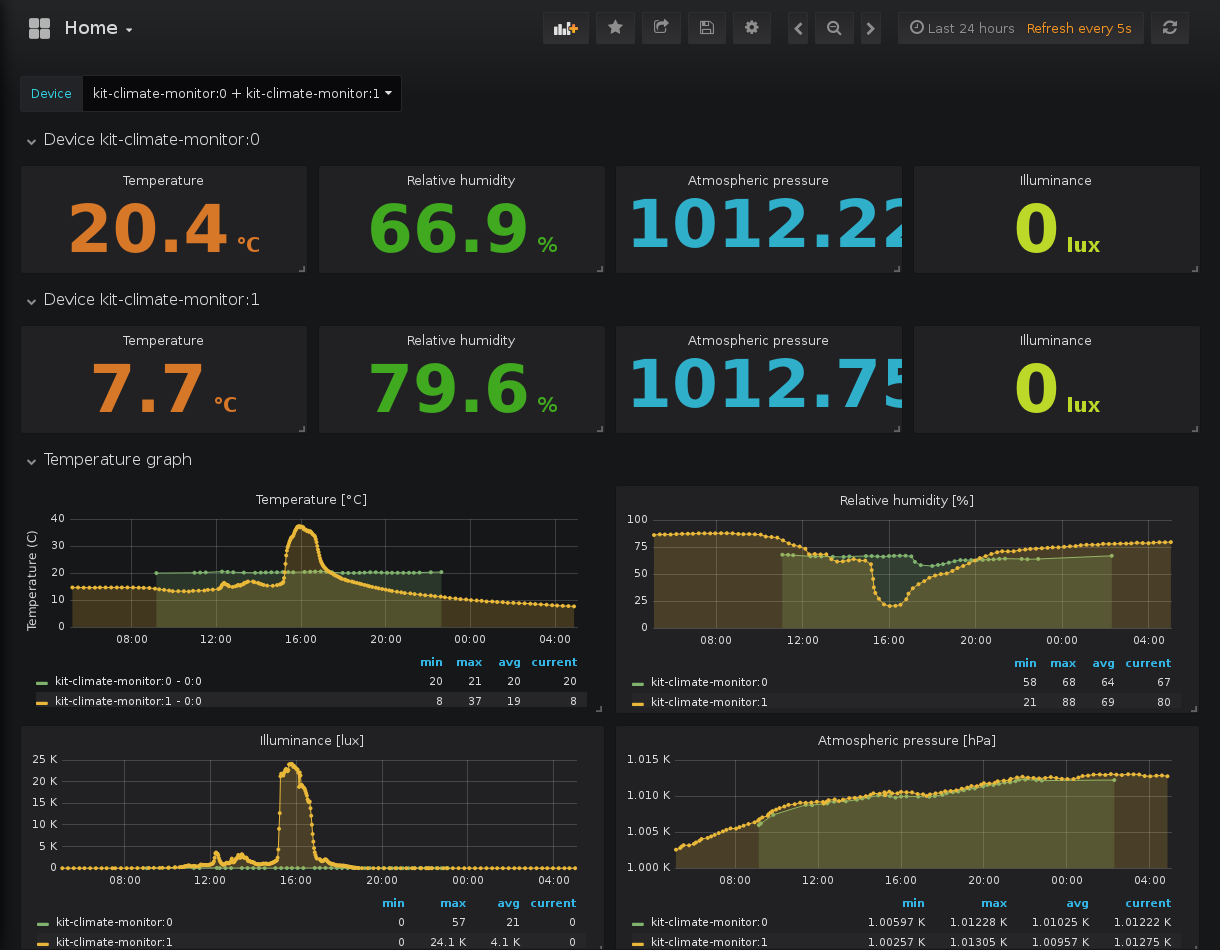 Home
Last 24 hours Refresh every 5s
Device kit-climate-monitor:0 + kit-climate-monitor:1
Device kit-climate-monitor:0
Temperature Relative humidity Atmospheric pressure Illuminance
20.4 °C 66.9 % 1012.22 0 lux
Device kit-climate-monitor:1
Temperature Relative humidity Atmospheric pressure Illuminance
7.7 °C 79.6 % 1012.75 0 lux
Temperature graph
Temperature [°C]
Temperature (C)
40
30
20
10
0
08:00 12:00 16:00 20:00 00:00 04:00
min max avg current
kit-climate-monitor:0 - 0:0 20 21 20 20
kit-climate-monitor:1 - 0:0 8 37 19 8
Relative humidity [%]
100
75
50
25
0
08:00 12:00 16:00 20:00 00:00 04:00
min max avg current
kit-climate-monitor:0 58 68 64 67
kit-climate-monitor:1 21 88 69 80
Illuminance [lux]
25 K
20 K
15 K
10 K
5 K
0
08:00 12:00 16:00 20:00 00:00 04:00
min max avg current
kit-climate-monitor:0 0 57 21 0
kit-climate-monitor:1 0 24.1 K 4.1 K 0
Atmospheric pressure [hPa]
1.015 K
1.010 K
1.005 K
1.000 K
08:00 12:00 16:00 20:00 00:00 04:00
min max avg current
kit-climate-monitor:0 1.00597 K 1.01228 K 1.01025 K 1.01222 K
kit-climate-monitor:1 1.00257 K 1.01305 K 1.00957 K 1.01275 K